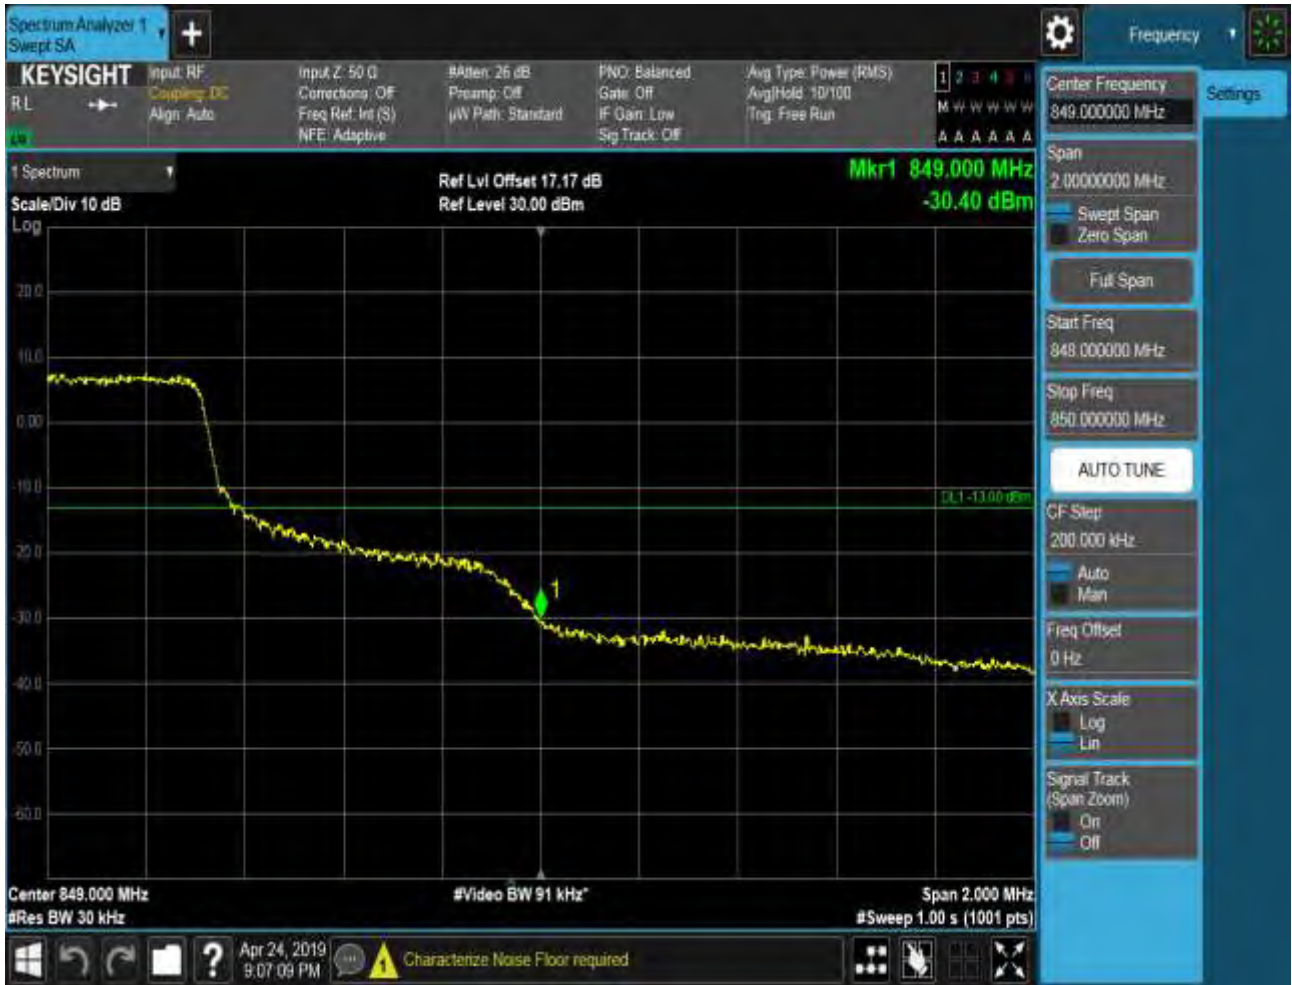 Spectrum Analyzer 1
Swept SA
+
Frequency
KEYSIGHT
RL
Input: RF
Coupling: DC
Align: Auto
Input Z: 50 Ω
Corrections: Off
Freq Ref: Int (S)
NFE: Adaptive
#Atten: 26 dB
Preamp: Off
µW Path: Standard
PNO: Balanced
Gate: Off
IF Gain: Low
Sig Track: Off
Avg Type: Power (RMS)
Avg|Hold: 10/100
Trig: Free Run
1 2 3 4 5 6
M W W W W W
A A A A A A
1 Spectrum
Scale/Div 10 dB
Log
Ref Lvl Offset 17.17 dB
Ref Level 30.00 dBm
Mkr1 849.000 MHz
-30.40 dBm
20.0
10.0
0.00
-10.0
-20.0
-30.0
-40.0
-50.0
-60.0
DL1 -13.00 dBm
1
Center 849.000 MHz
#Res BW 30 kHz
#Video BW 91 kHz*
Span 2.000 MHz
#Sweep 1.00 s (1001 pts)
Settings
Center Frequency
849.000000 MHz
Span
2.00000000 MHz
Swept Span
Zero Span
Full Span
Start Freq
848.000000 MHz
Stop Freq
850.000000 MHz
AUTO TUNE
CF Step
200.000 kHz
Auto
Man
Freq Offset
0 Hz
X Axis Scale
Log
Lin
Signal Track
(Span Zoom)
On
Off
?
Apr 24, 2019
9:07:09 PM
1
Characterize Noise Floor required